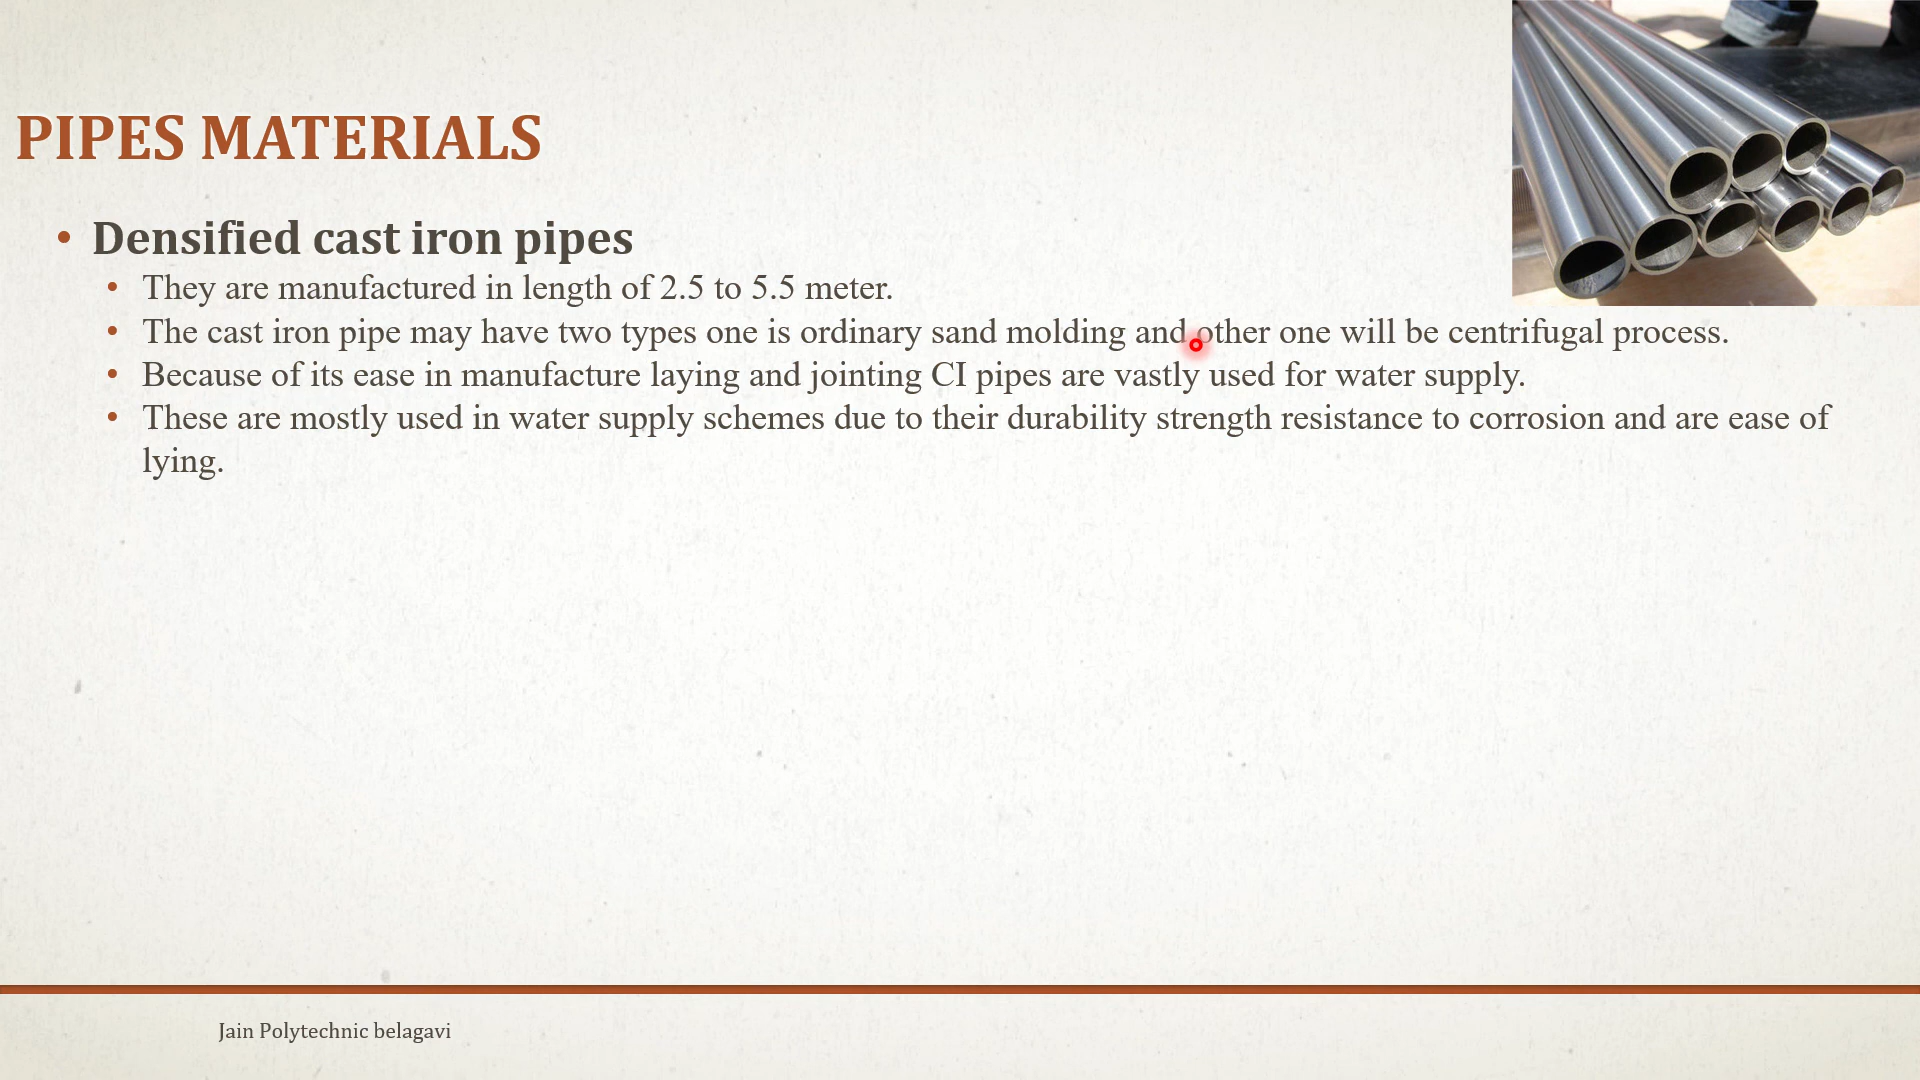 PIPES MATERIALS
• Densified cast iron pipes
• They are manufactured in length of 2.5 to 5.5 meter.
• The cast iron pipe may have two types one is ordinary sand molding and other one will be centrifugal process.
• Because of its ease in manufacture laying and jointing CI pipes are vastly used for water supply.
• These are mostly used in water supply schemes due to their durability strength resistance to corrosion and are ease of
lying.
Jain Polytechnic belagavi